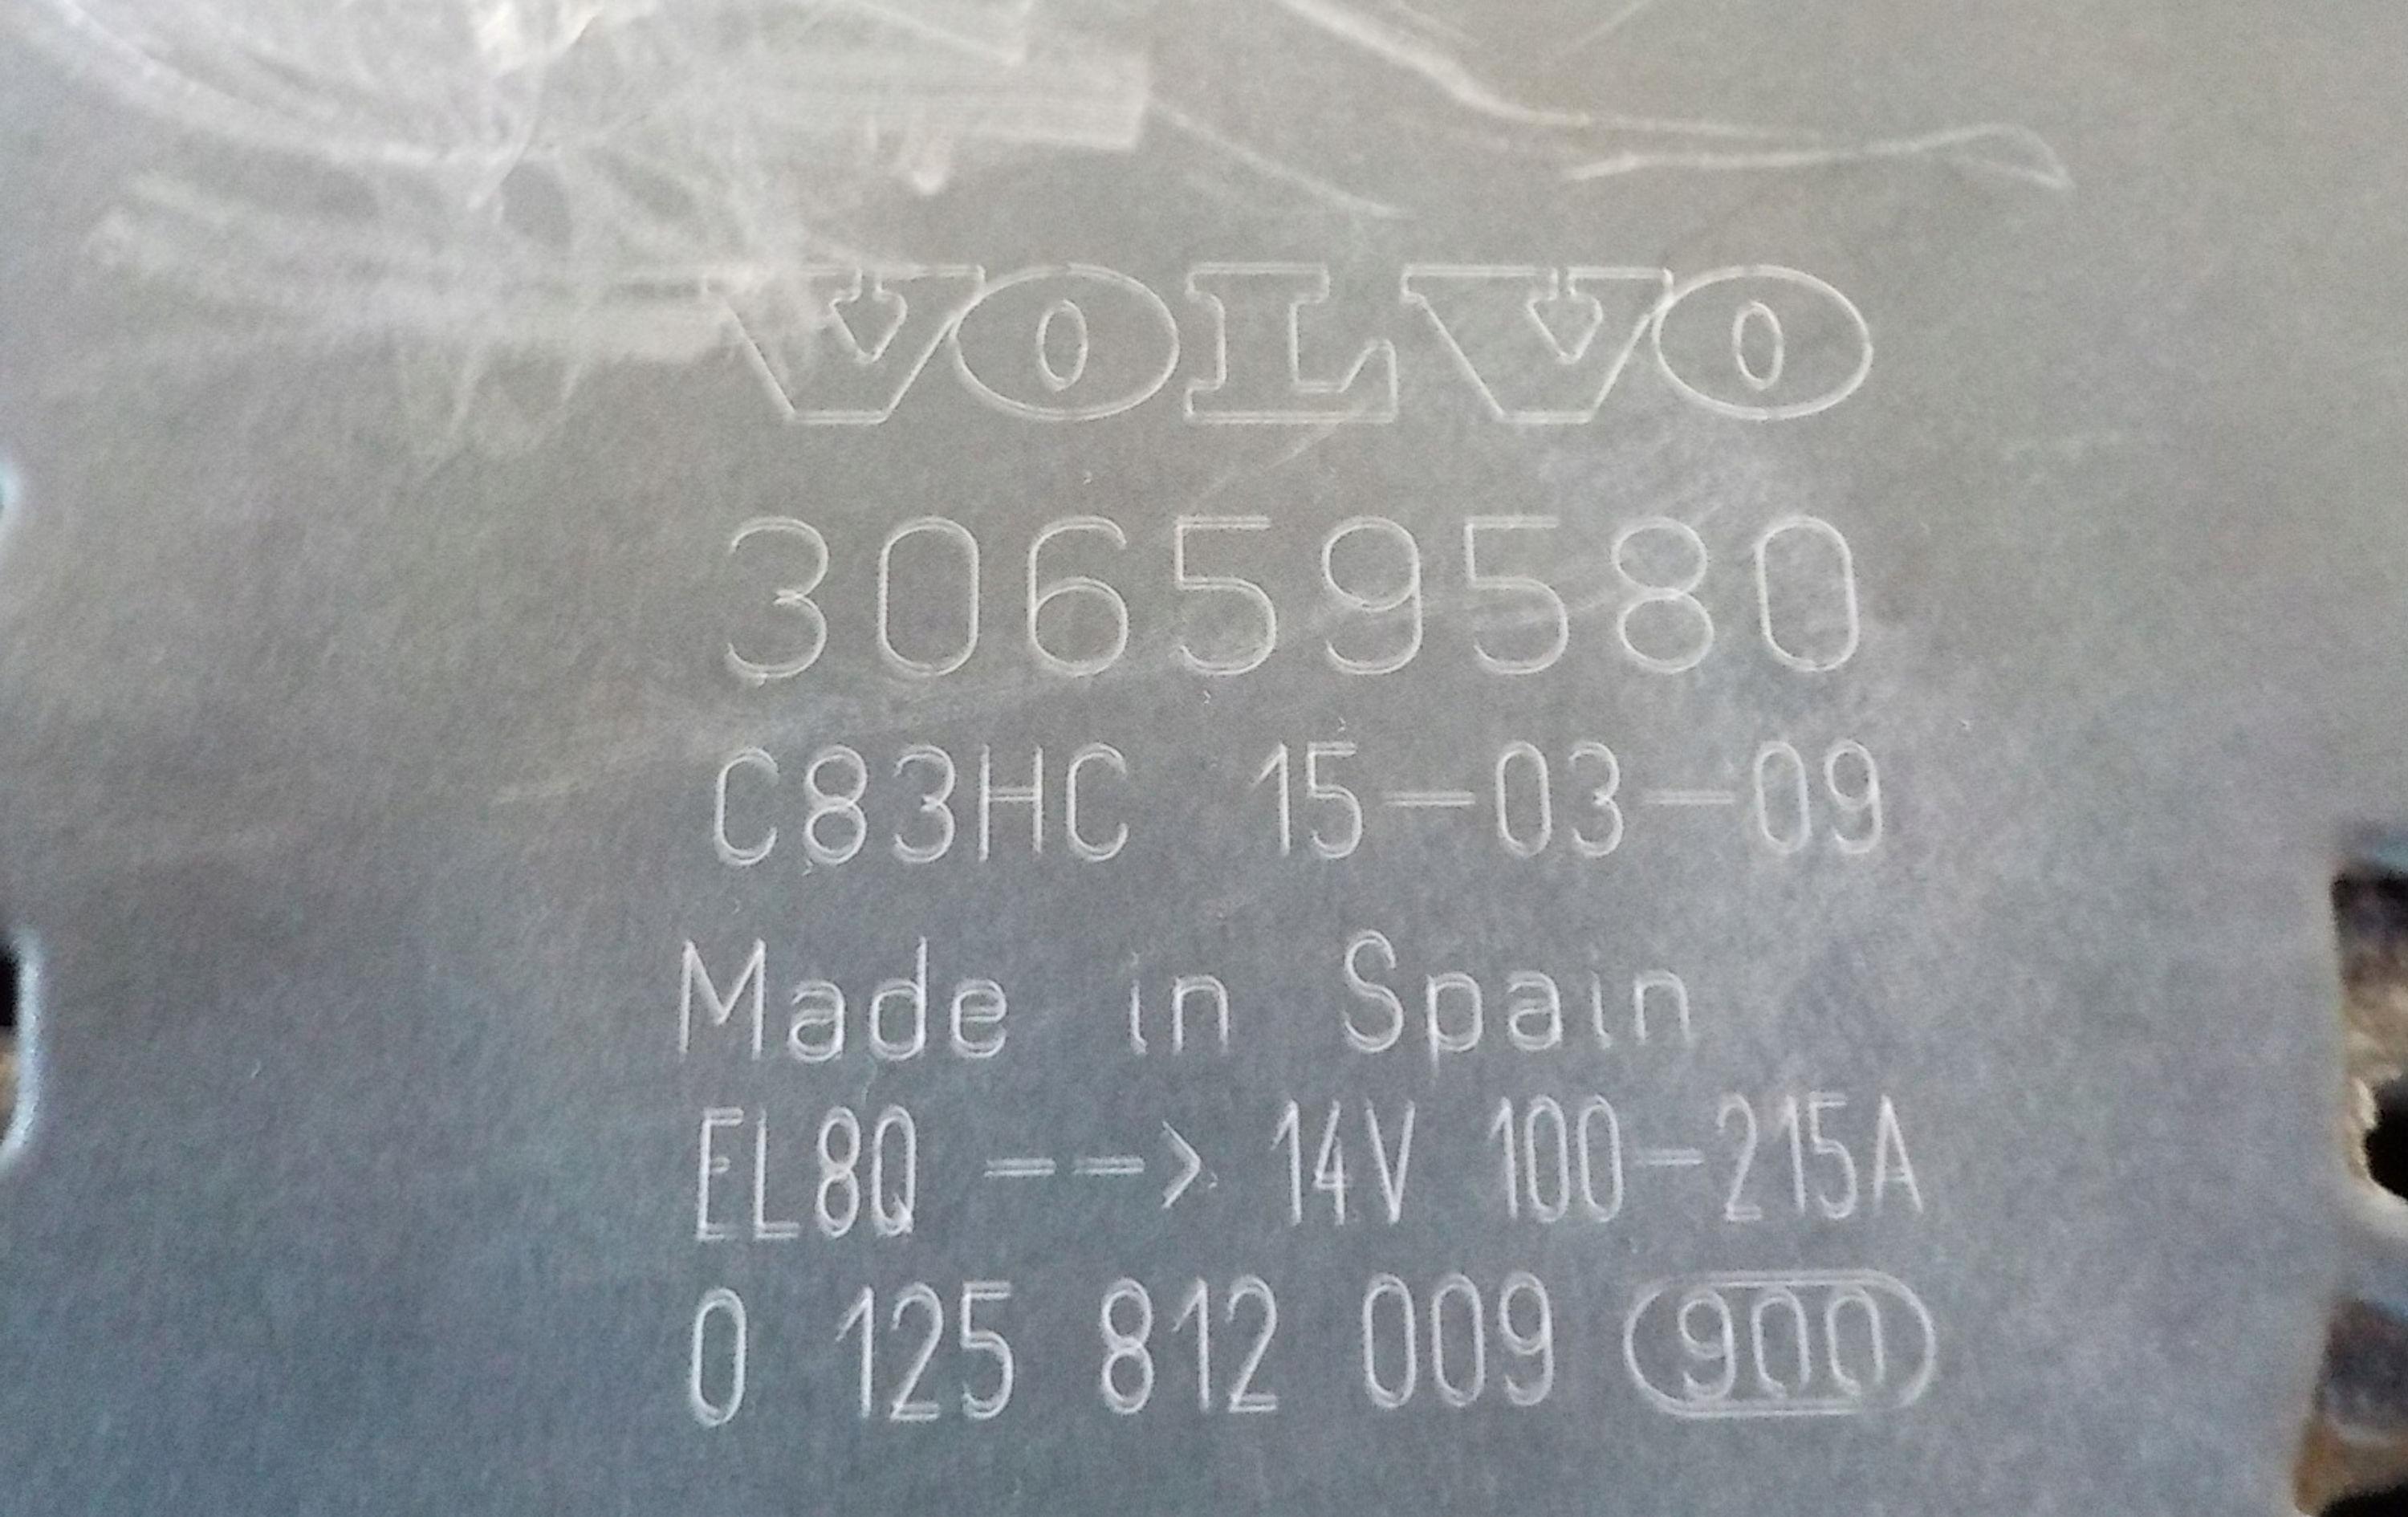 VOLVO
30659580
C83HC 15-03-09
Made in Spain
EL8Q --> 14V 100-215A
0 125 812 009 900